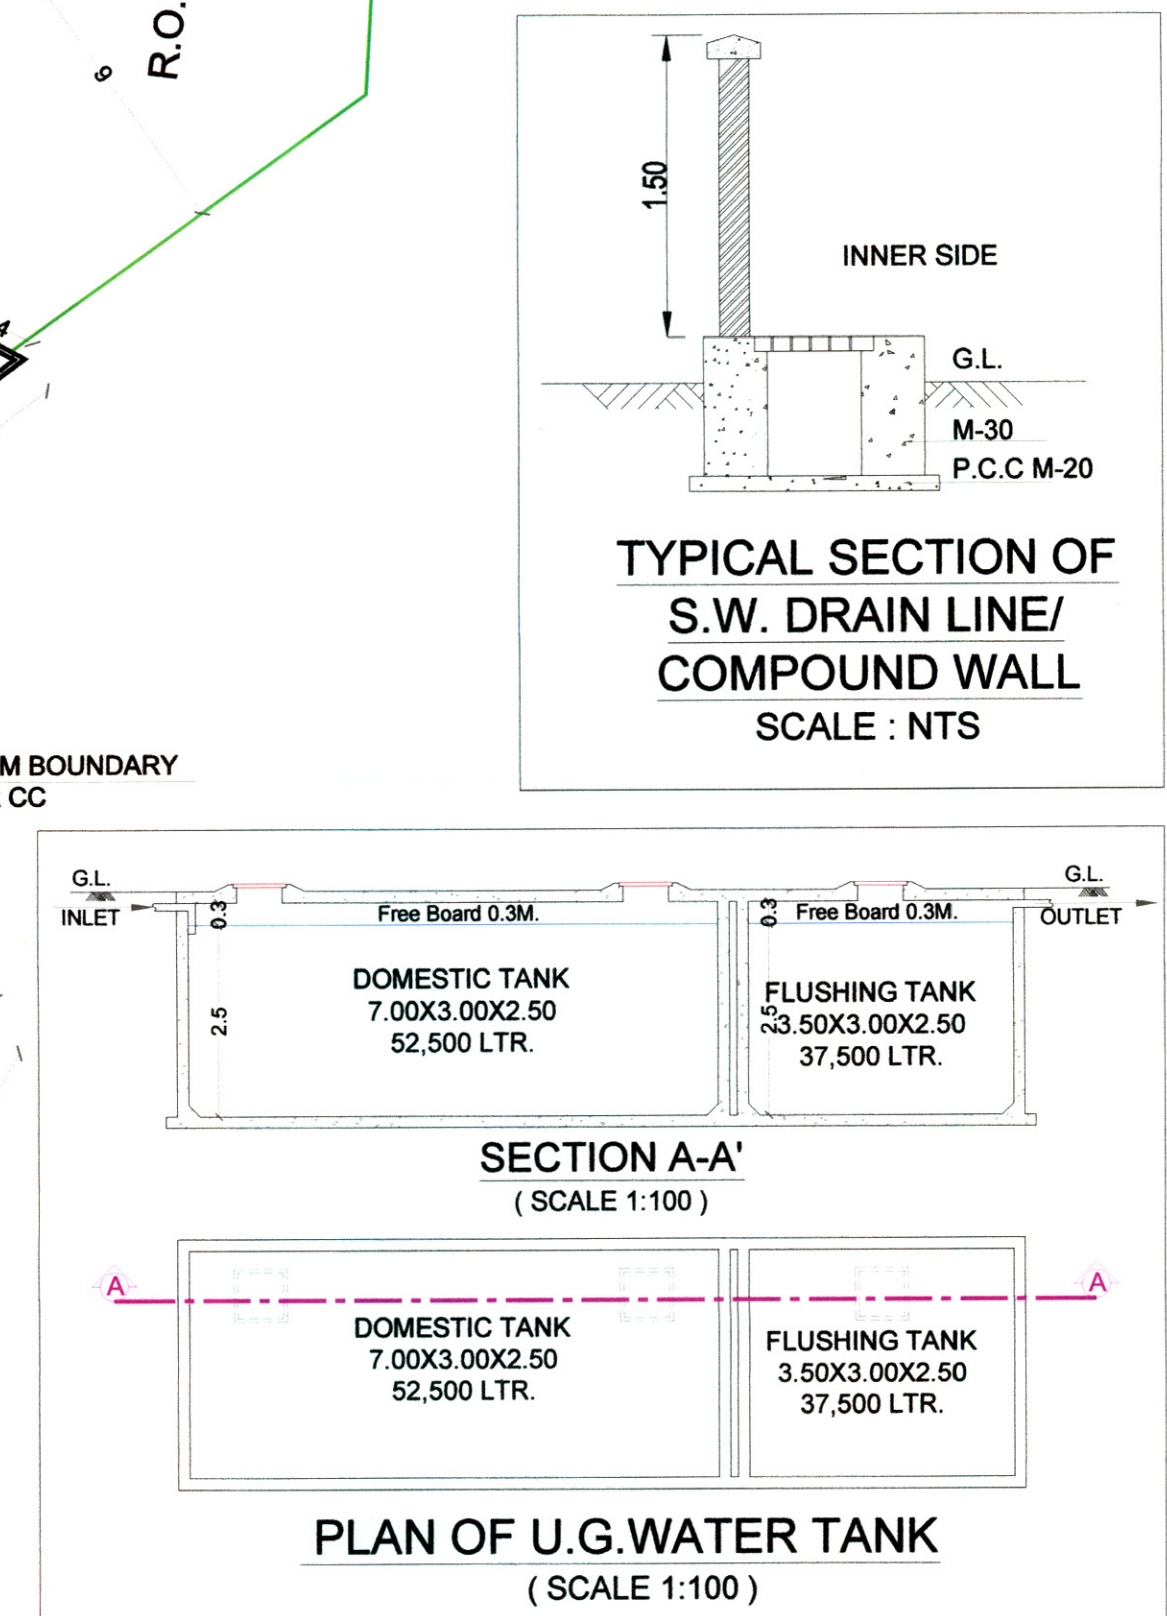 R.O.
9
4
1.50
INNER SIDE
G.L.
M-30
P.C.C M-20
TYPICAL SECTION OF
S.W. DRAIN LINE/
COMPOUND WALL
SCALE : NTS
M BOUNDARY
CC
G.L.
INLET
0.3
Free Board 0.3M.
0.3
Free Board 0.3M.
G.L.
OUTLET
DOMESTIC TANK
7.00X3.00X2.50
52,500 LTR.
2.5
FLUSHING TANK
3.50X3.00X2.50
37,500 LTR.
2.5
SECTION A-A'
( SCALE 1:100 )
A
A
DOMESTIC TANK
7.00X3.00X2.50
52,500 LTR.
FLUSHING TANK
3.50X3.00X2.50
37,500 LTR.
PLAN OF U.G.WATER TANK
( SCALE 1:100 )